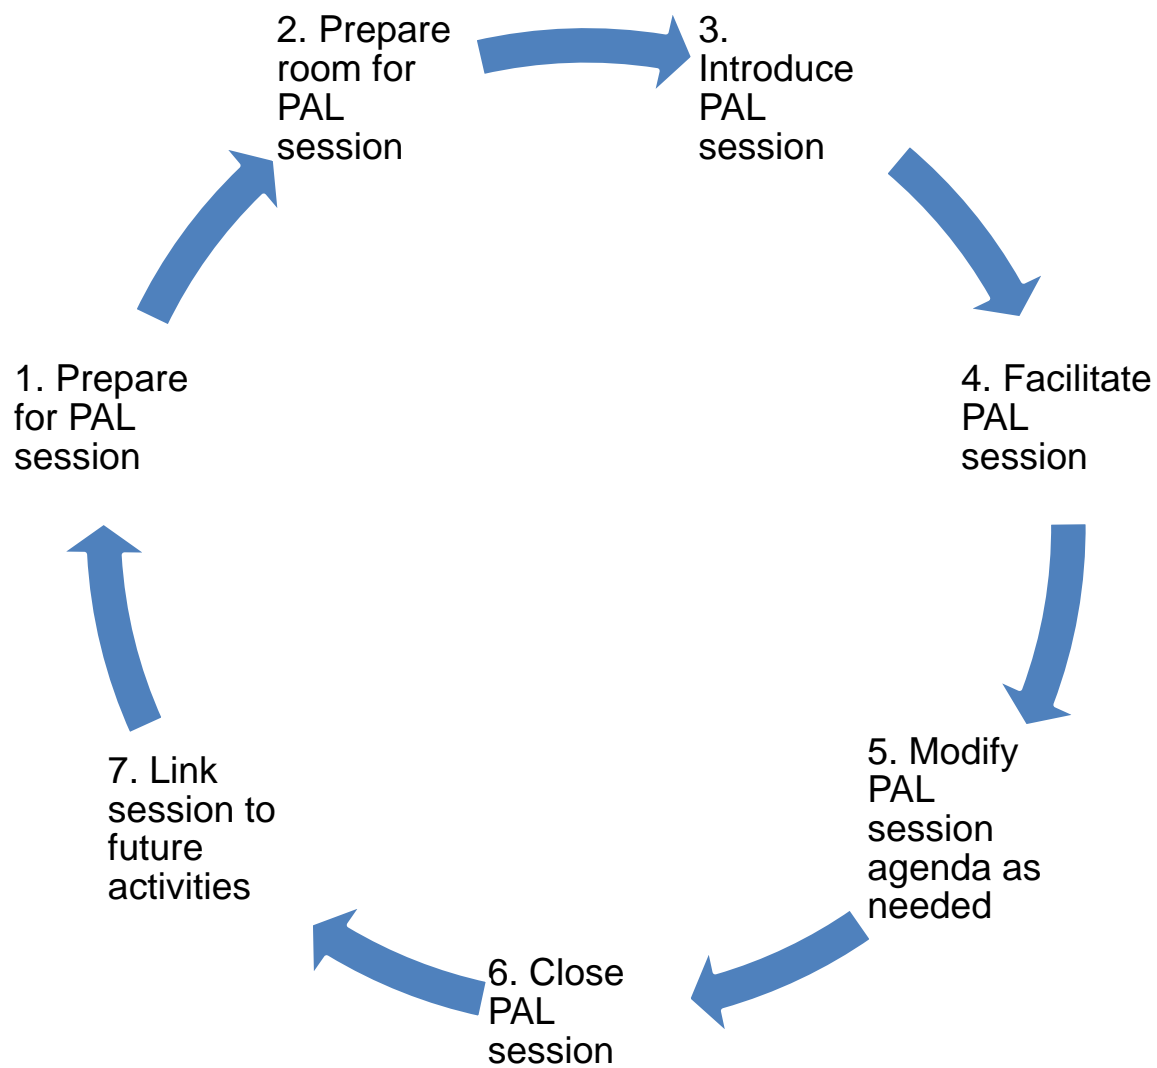 1. Prepare
for PAL
session
2. Prepare
room for
PAL
session
3.
Introduce
PAL
session
4. Facilitate
PAL
session
5. Modify
PAL
session
agenda as
needed
6. Close
PAL
session
7. Link
session to
future
activities